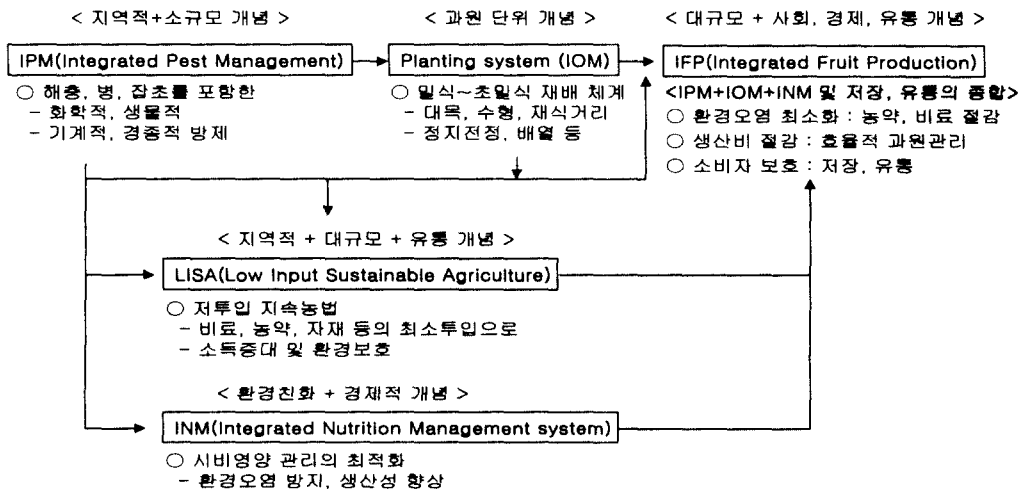 < 지역적+소규모 개념 >
IPM(Integrated Pest Management)
○ 해충, 병, 잡초를 포함한
- 화학적, 생물적
- 기계적, 경종적 방제
< 과원 단위 개념 >
Planting system (IOM)
○ 밀식~초밀식 재배 체계
- 대목, 수형, 재식거리
- 정지전정, 배열 등
< 대규모 + 사회, 경제, 유통 개념 >
IFP(Integrated Fruit Production)
<IPM+IOM+INM 및 저장, 유통의 종합>
○ 환경오염 최소화 : 농약, 비료 절감
○ 생산비 절감 : 효율적 과원관리
○ 소비자 보호 : 저장, 유통
< 지역적 + 대규모 + 유통 개념 >
LISA(Low Input Sustainable Agriculture)
○ 저투입 지속농법
- 비료, 농약, 자재 등의 최소투입으로
- 소득증대 및 환경보호
< 환경친화 + 경제적 개념 >
INM(Integrated Nutrition Management system)
○ 시비영양 관리의 최적화
- 환경오염 방지, 생산성 향상